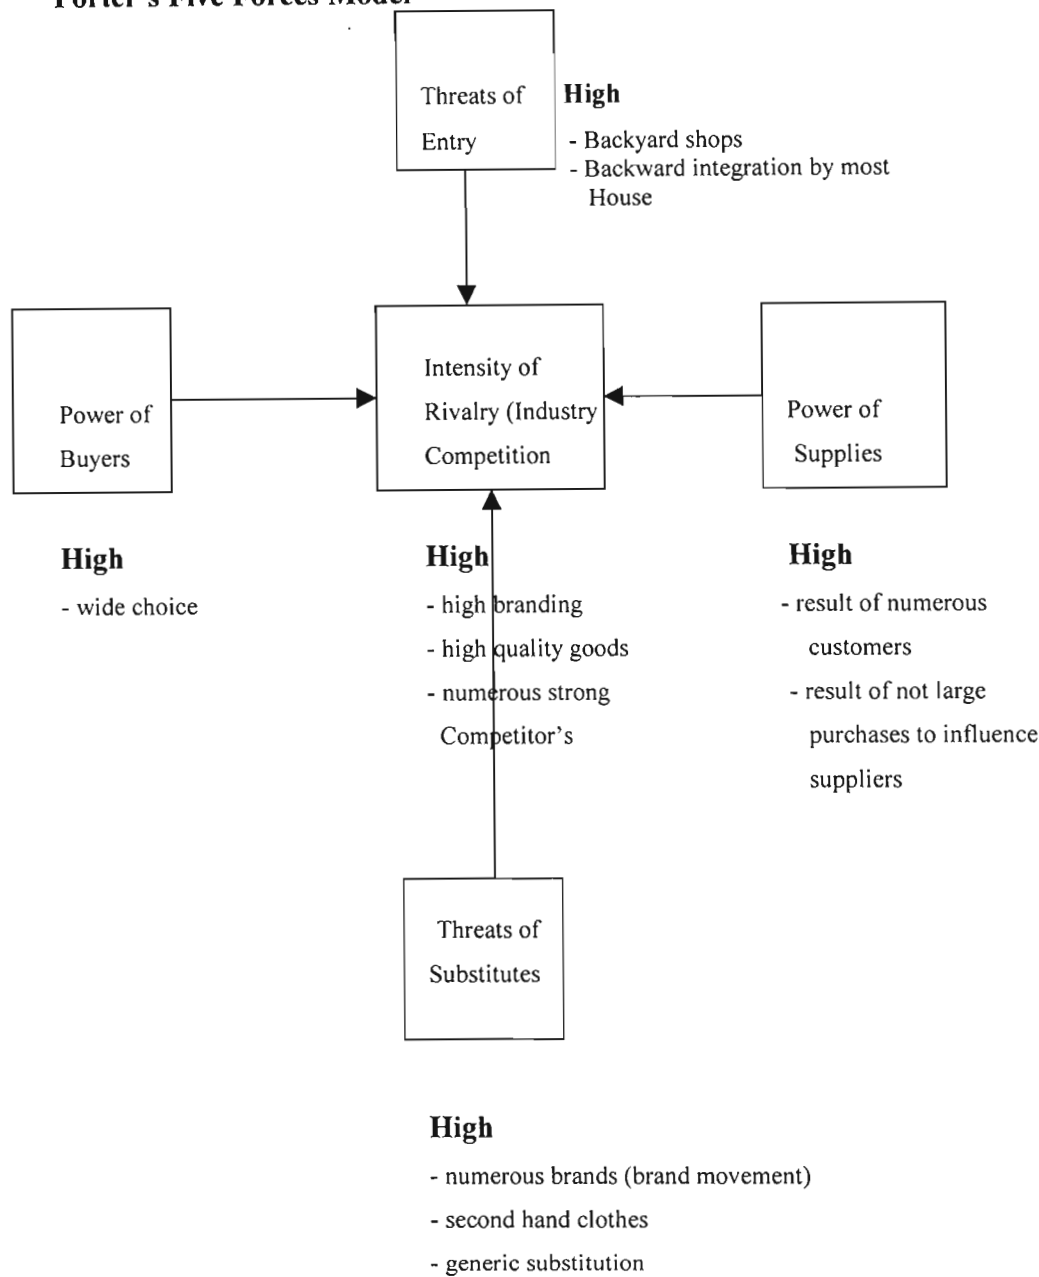 Porter's Five Forces Model
Threats of
Entry
High
- Backyard shops
- Backward integration by most
House
Power of
Buyers
High
- wide choice
Intensity of
Rivalry (Industry
Competition
High
- high branding
- high quality goods
- numerous strong
Competitor's
Power of
Supplies
High
- result of numerous
customers
- result of not large
purchases to influence
suppliers
Threats of
Substitutes
High
- numerous brands (brand movement)
- second hand clothes
- generic substitution